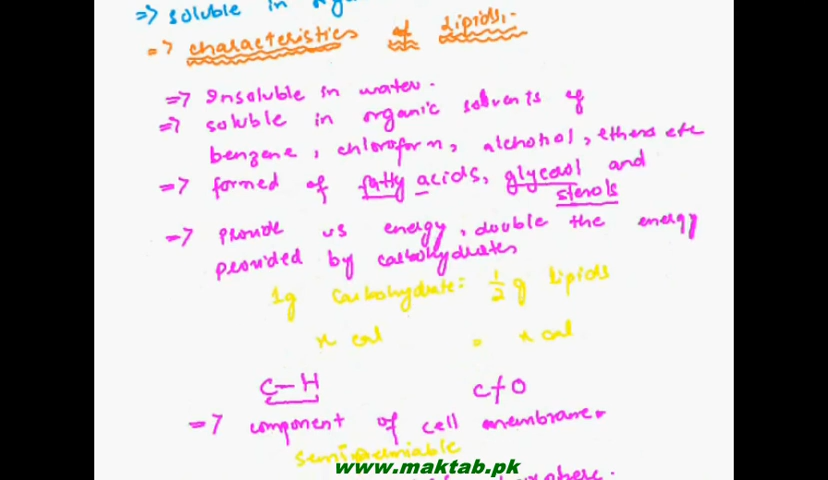 => soluble in
=> characteristics of Lipids.
=> Insoluble in water.
=> soluble in organic solvents of
benzene, chloroform, alchohol, ethers etc
=> formed of fatty acids, glycerol and
sterols
=> provide us energy, double the energy
provided by carbohydrates
1g Carbohydrate = 1/2 g lipids
x cal = x cal
C-H C+O
=> component of cell membrane.
semipermiable
www.maktab.pk